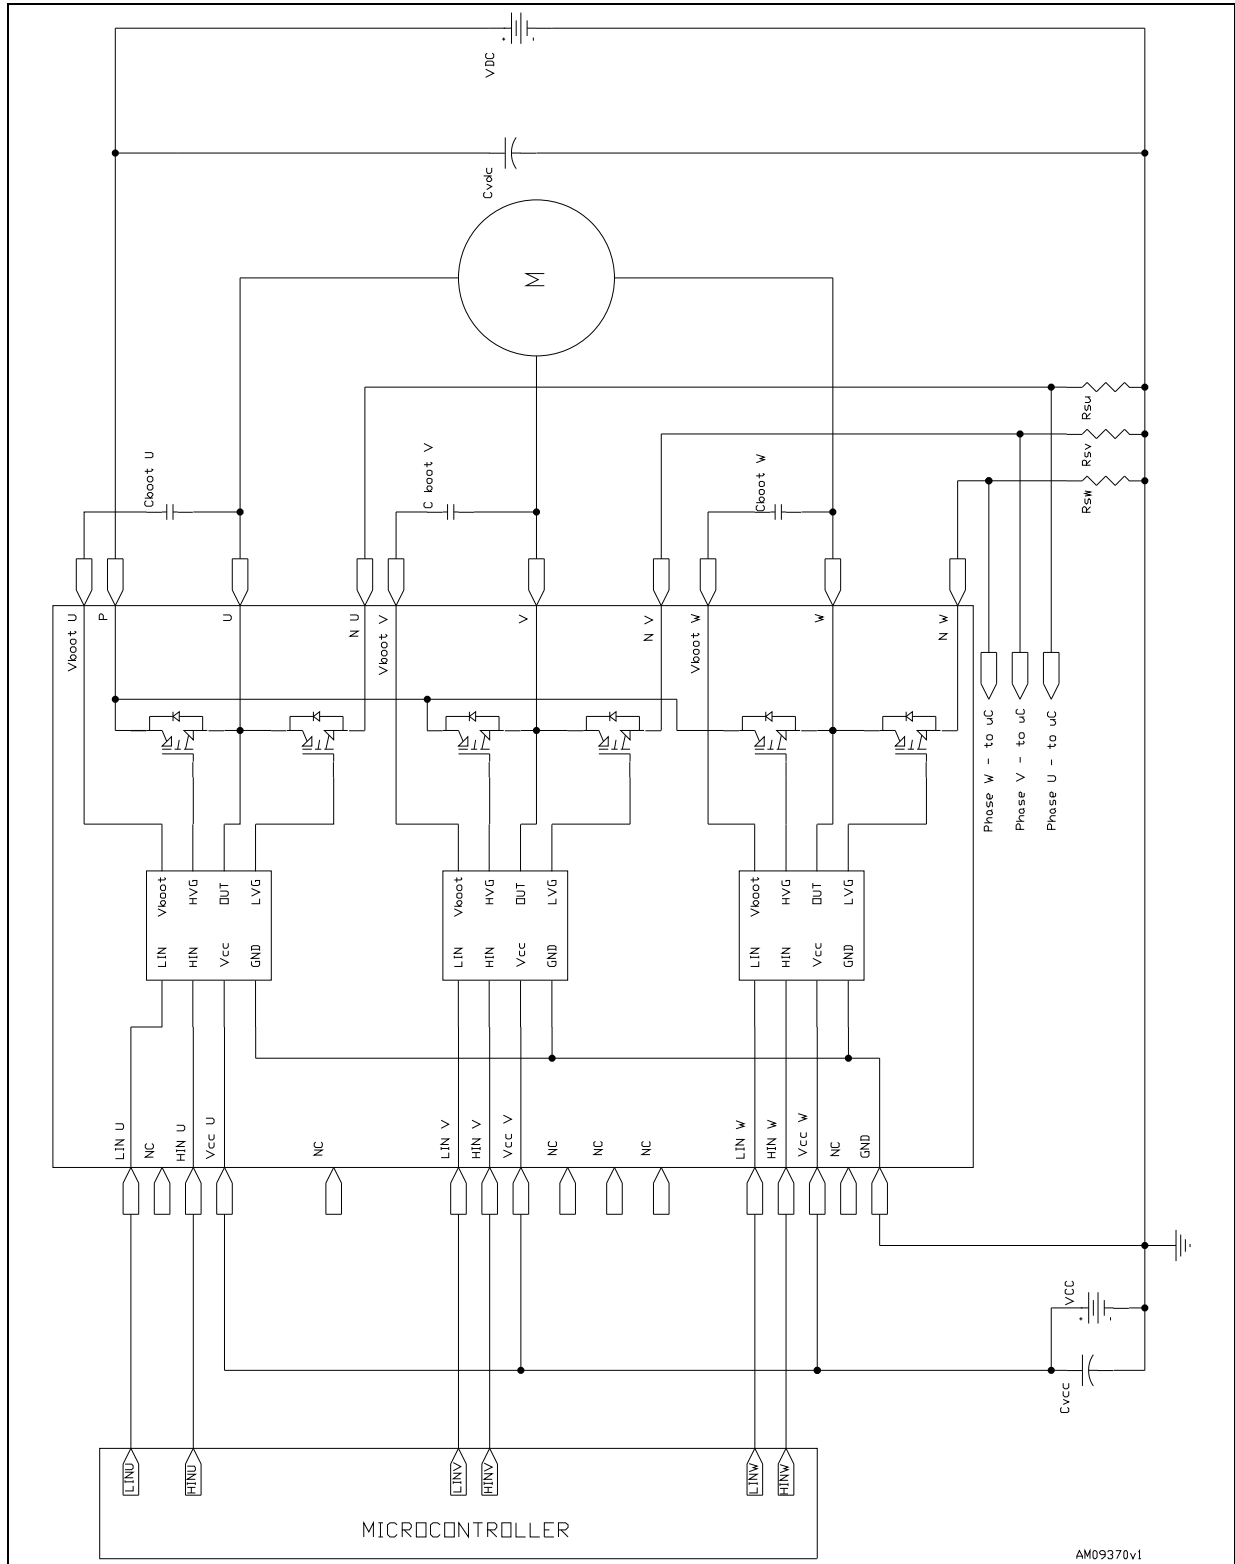 VDC
Cvdc
M
Rsu
Rsv
Rsw
Cboot U
C boot V
Cboot W
Vboot U
P
U
N U
Vboot V
V
N V
Vboot W
W
N W
Phase W - to uC
Phase V - to uC
Phase U - to uC
Vboot
HVG
OUT
LVG
LIN
HIN
Vcc
GND
Vboot
HVG
OUT
LVG
LIN
HIN
Vcc
GND
Vboot
HVG
OUT
LVG
LIN
HIN
Vcc
GND
LIN U
NC
HIN U
Vcc U
NC
LIN V
HIN V
Vcc V
NC
NC
NC
LIN W
HIN W
Vcc W
NC
GND
VCC
Cvcc
LINU
HINU
LINV
HINV
LINW
HINW
MICROCONTROLLER
AM09370v1